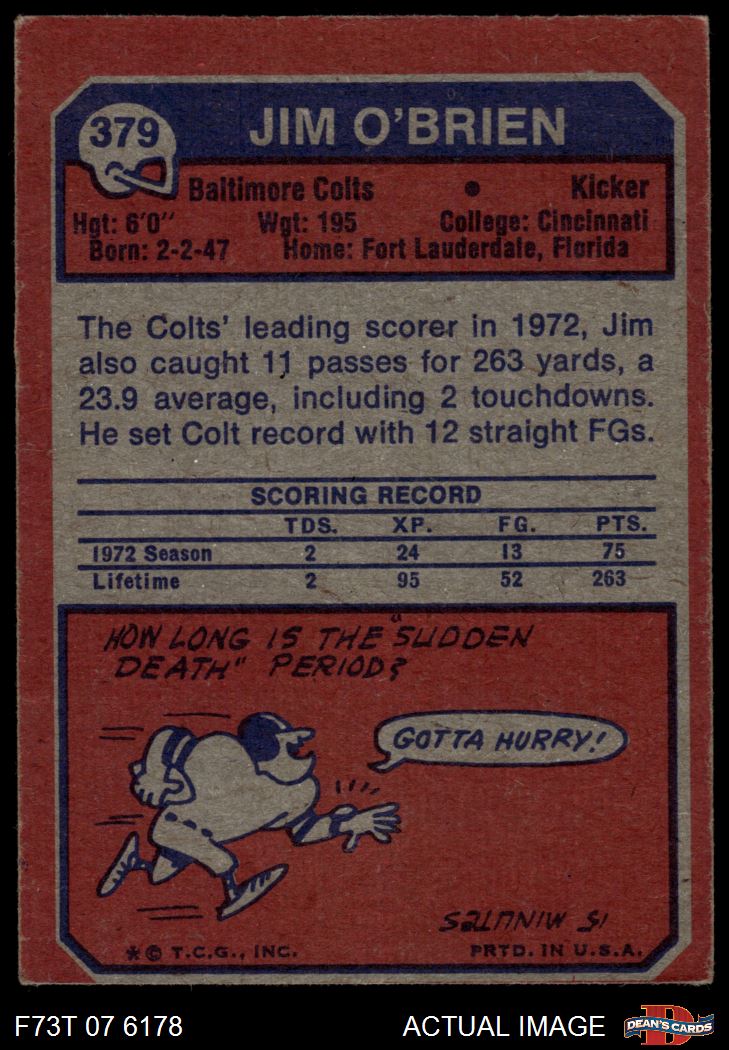 379
JIM O'BRIEN
Baltimore Colts • Kicker
Hgt: 6'0" Wgt: 195 College: Cincinnati
Born: 2-2-47 Home: Fort Lauderdale, Florida
The Colts' leading scorer in 1972, Jim
also caught 11 passes for 263 yards, a
23.9 average, including 2 touchdowns.
He set Colt record with 12 straight FGs.
SCORING RECORD
TDS. XP. FG. PTS.
1972 Season 2 24 13 75
Lifetime 2 95 52 263
HOW LONG IS THE "SUDDEN
DEATH" PERIOD?
GOTTA HURRY!
15 MINUTES
* © T.C.G., INC. PRTD. IN U.S.A.
F73T 07 6178 ACTUAL IMAGE
D
DEAN'S CARDS